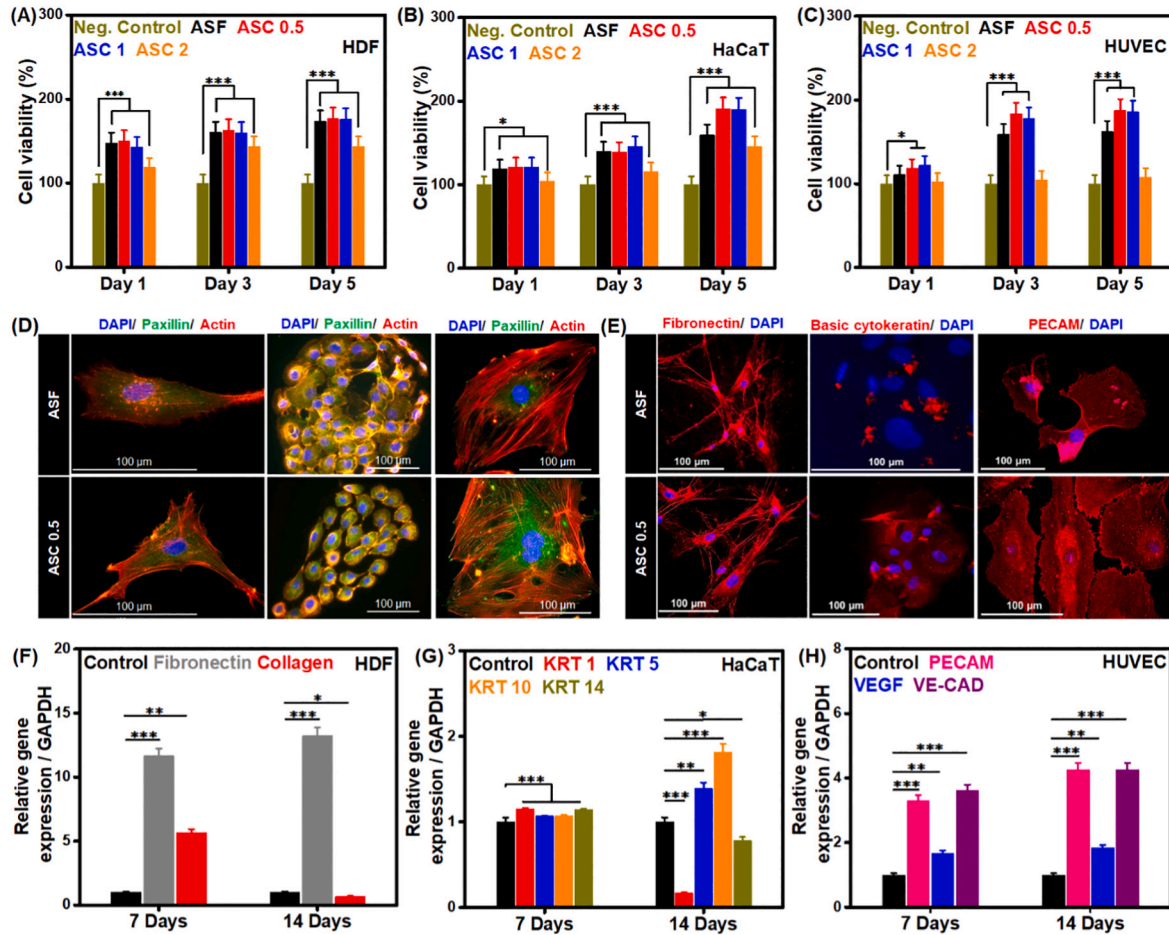 (A)
300
200
100
0
Cell viability (%)
Neg. Control ASF ASC 0.5
ASC 1 ASC 2
HDF
***
***
***
Day 1 Day 3 Day 5
(B)
300
200
100
0
Cell viability (%)
Neg. Control ASF ASC 0.5
ASC 1 ASC 2
HaCaT
*
***
***
Day 1 Day 3 Day 5
(C)
300
200
100
0
Cell viability (%)
Neg. Control ASF ASC 0.5
ASC 1 ASC 2
HUVEC
*
***
***
Day 1 Day 3 Day 5
(D)
DAPI/ Paxillin/ Actin
DAPI/ Paxillin/ Actin
DAPI/ Paxillin/ Actin
ASF
100 µm
100 µm
100 µm
ASC 0.5
100 µm
100 µm
100 µm
(E)
Fibronectin/ DAPI
Basic cytokeratin/ DAPI
PECAM/ DAPI
ASF
100 µm
100 µm
100 µm
ASC 0.5
100 µm
100 µm
100 µm
(F)
20
15
10
5
0
Relative gene
expression / GAPDH
Control Fibronectin Collagen
HDF
**
***
*
***
7 Days 14 Days
(G)
3
2
1
0
Relative gene
expression / GAPDH
Control KRT 1 KRT 5
KRT 10 KRT 14
HaCaT
***
*
***
**
***
7 Days 14 Days
(H)
8
6
4
2
0
Relative gene
expression / GAPDH
Control PECAM
VEGF VE-CAD
HUVEC
***
**
***
***
**
***
7 Days 14 Days